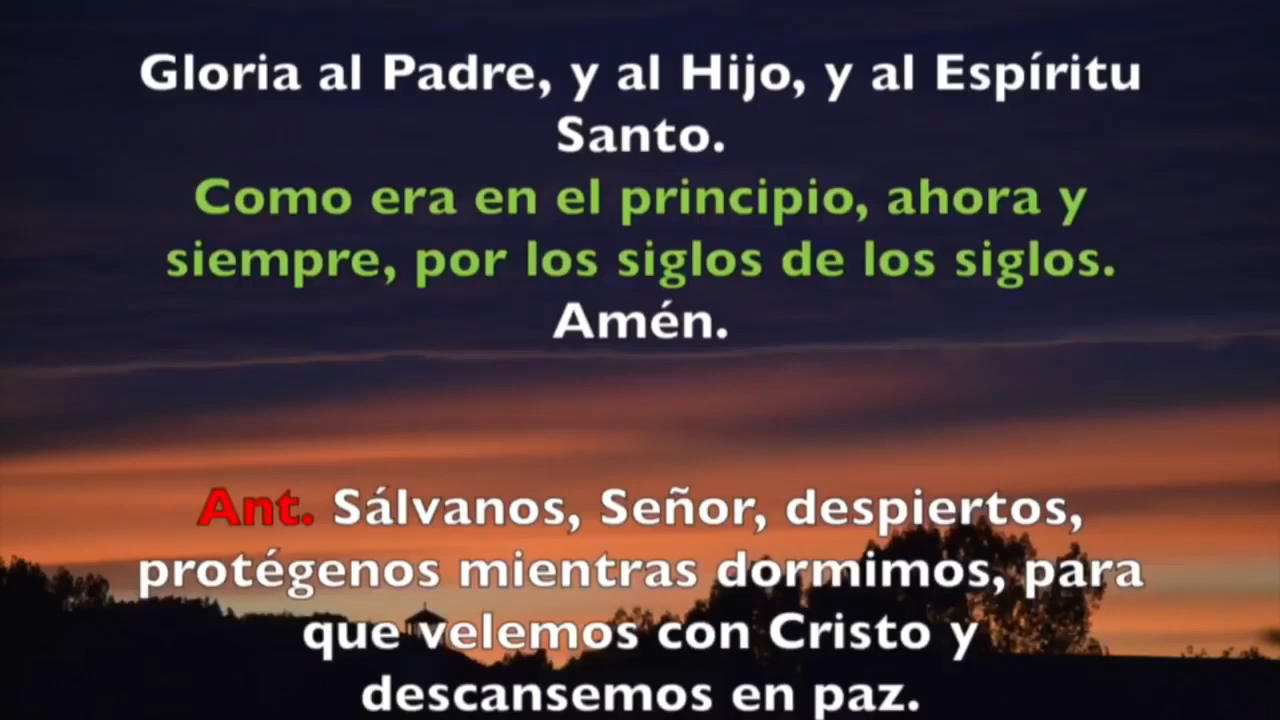 Gloria al Padre, y al Hijo, y al Espíritu
Santo.
Como era en el principio, ahora y
siempre, por los siglos de los siglos.
Amén.
Ant. Sálvanos, Señor, despiertos,
protégenos mientras dormimos, para
que velemos con Cristo y
descansemos en paz.